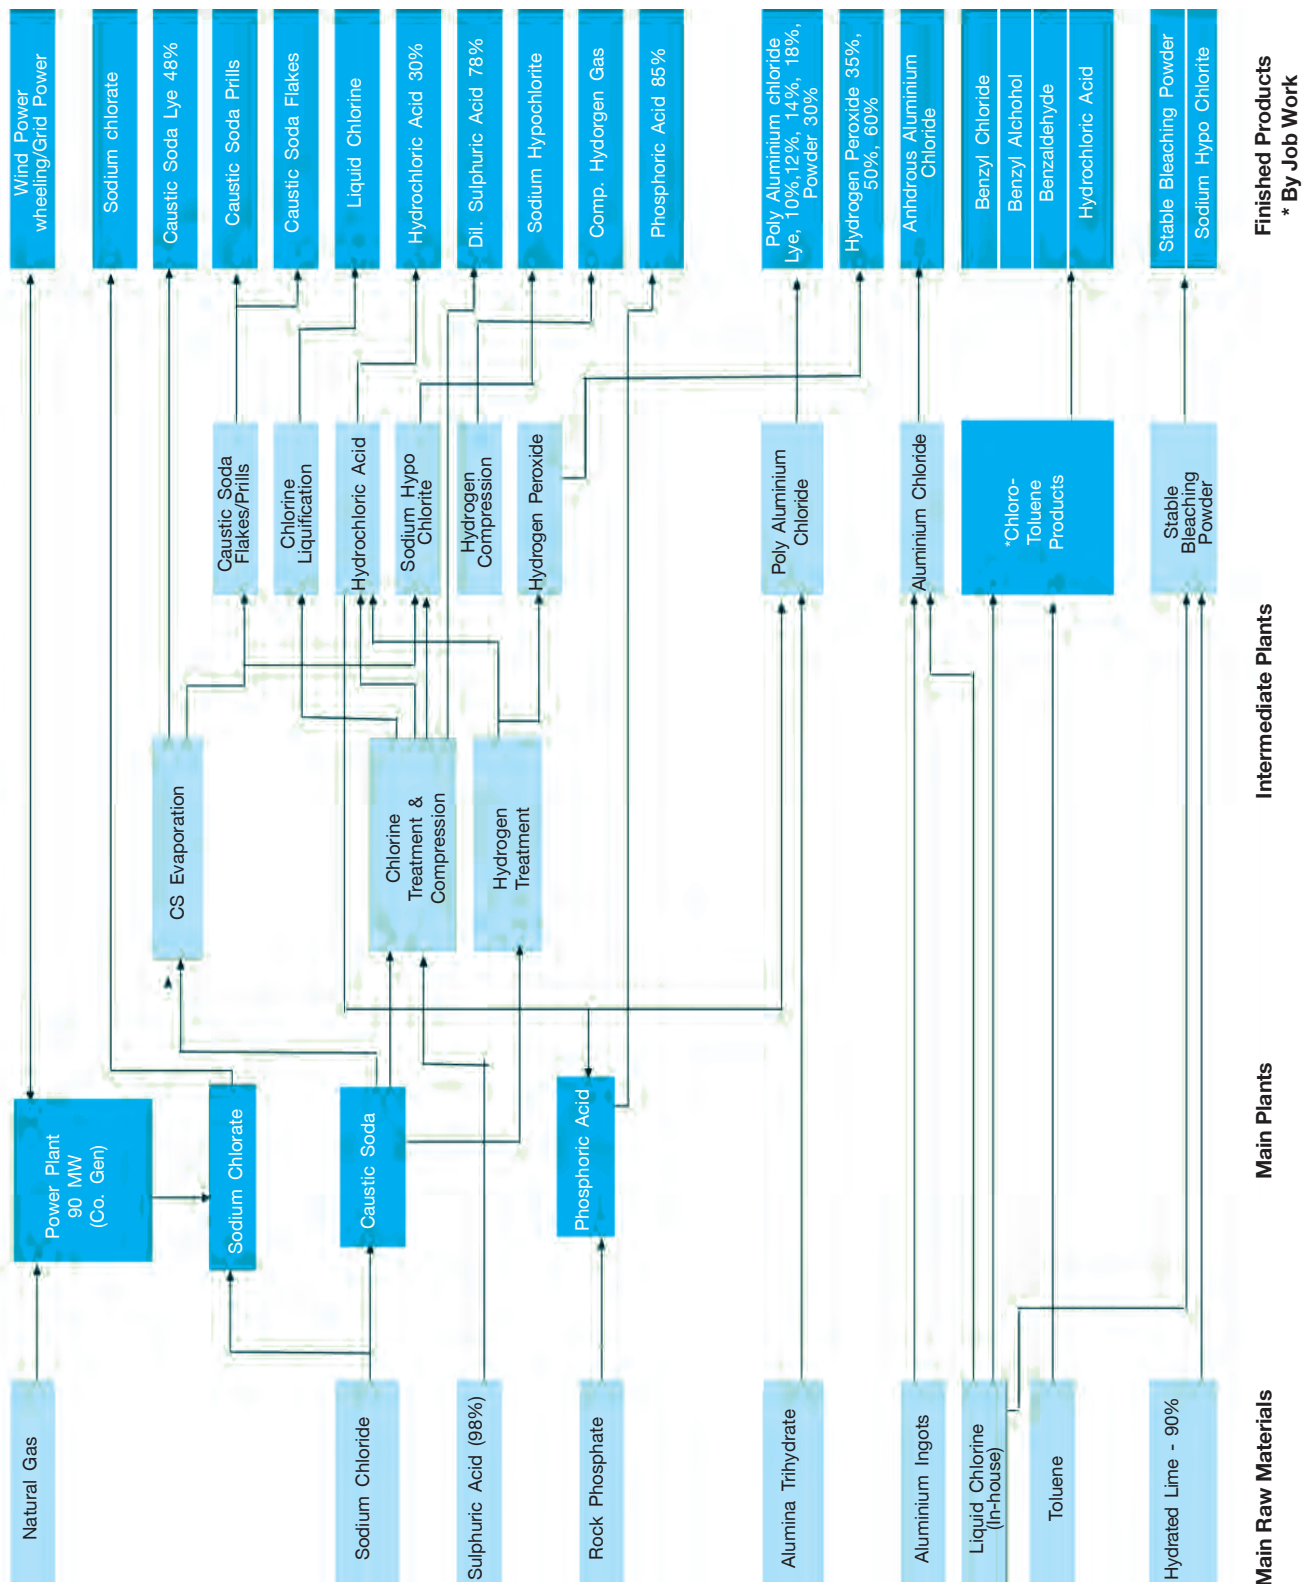 Main Raw Materials
Natural Gas
Sodium Chloride
Sulphuric Acid (98%)
Rock Phosphate
Alumina Trihydrate
Aluminium Ingots
Liquid Chlorine
(In-house)
Toluene
Hydrated Lime - 90%
Main Plants
Power Plant
90 MW
(Co. Gen)
Sodium Chlorate
Caustic Soda
Phosphoric Acid
Intermediate Plants
CS Evaporation
Chlorine
Treatment &
Compression
Hydrogen
Treatment
Caustic Soda
Flakes/Prills
Chlorine
Liquification
Hydrochloric Acid
Sodium Hypo
Chlorite
Hydrogen
Compression
Hydrogen Peroxide
Poly Aluminium
Chloride
Aluminium Chloride
*Chloro-
Toluene
Products
Stable
Bleaching
Powder
Finished Products
* By Job Work
Wind Power
wheeling/Grid Power
Sodium chlorate
Caustic Soda Lye 48%
Caustic Soda Prills
Caustic Soda Flakes
Liquid Chlorine
Hydrochloric Acid 30%
Dil. Sulphuric Acid 78%
Sodium Hypochlorite
Comp. Hydorgen Gas
Phosphoric Acid 85%
Poly Aluminium chloride
Lye, 10%,12%, 14%, 18%,
Powder 30%
Hydrogen Peroxide 35%,
50%, 60%
Anhdrous Aluminium
Chloride
Benzyl Chloride
Benzyl Alchohol
Benzaldehyde
Hydrochloric Acid
Stable Bleaching Powder
Sodium Hypo Chlorite